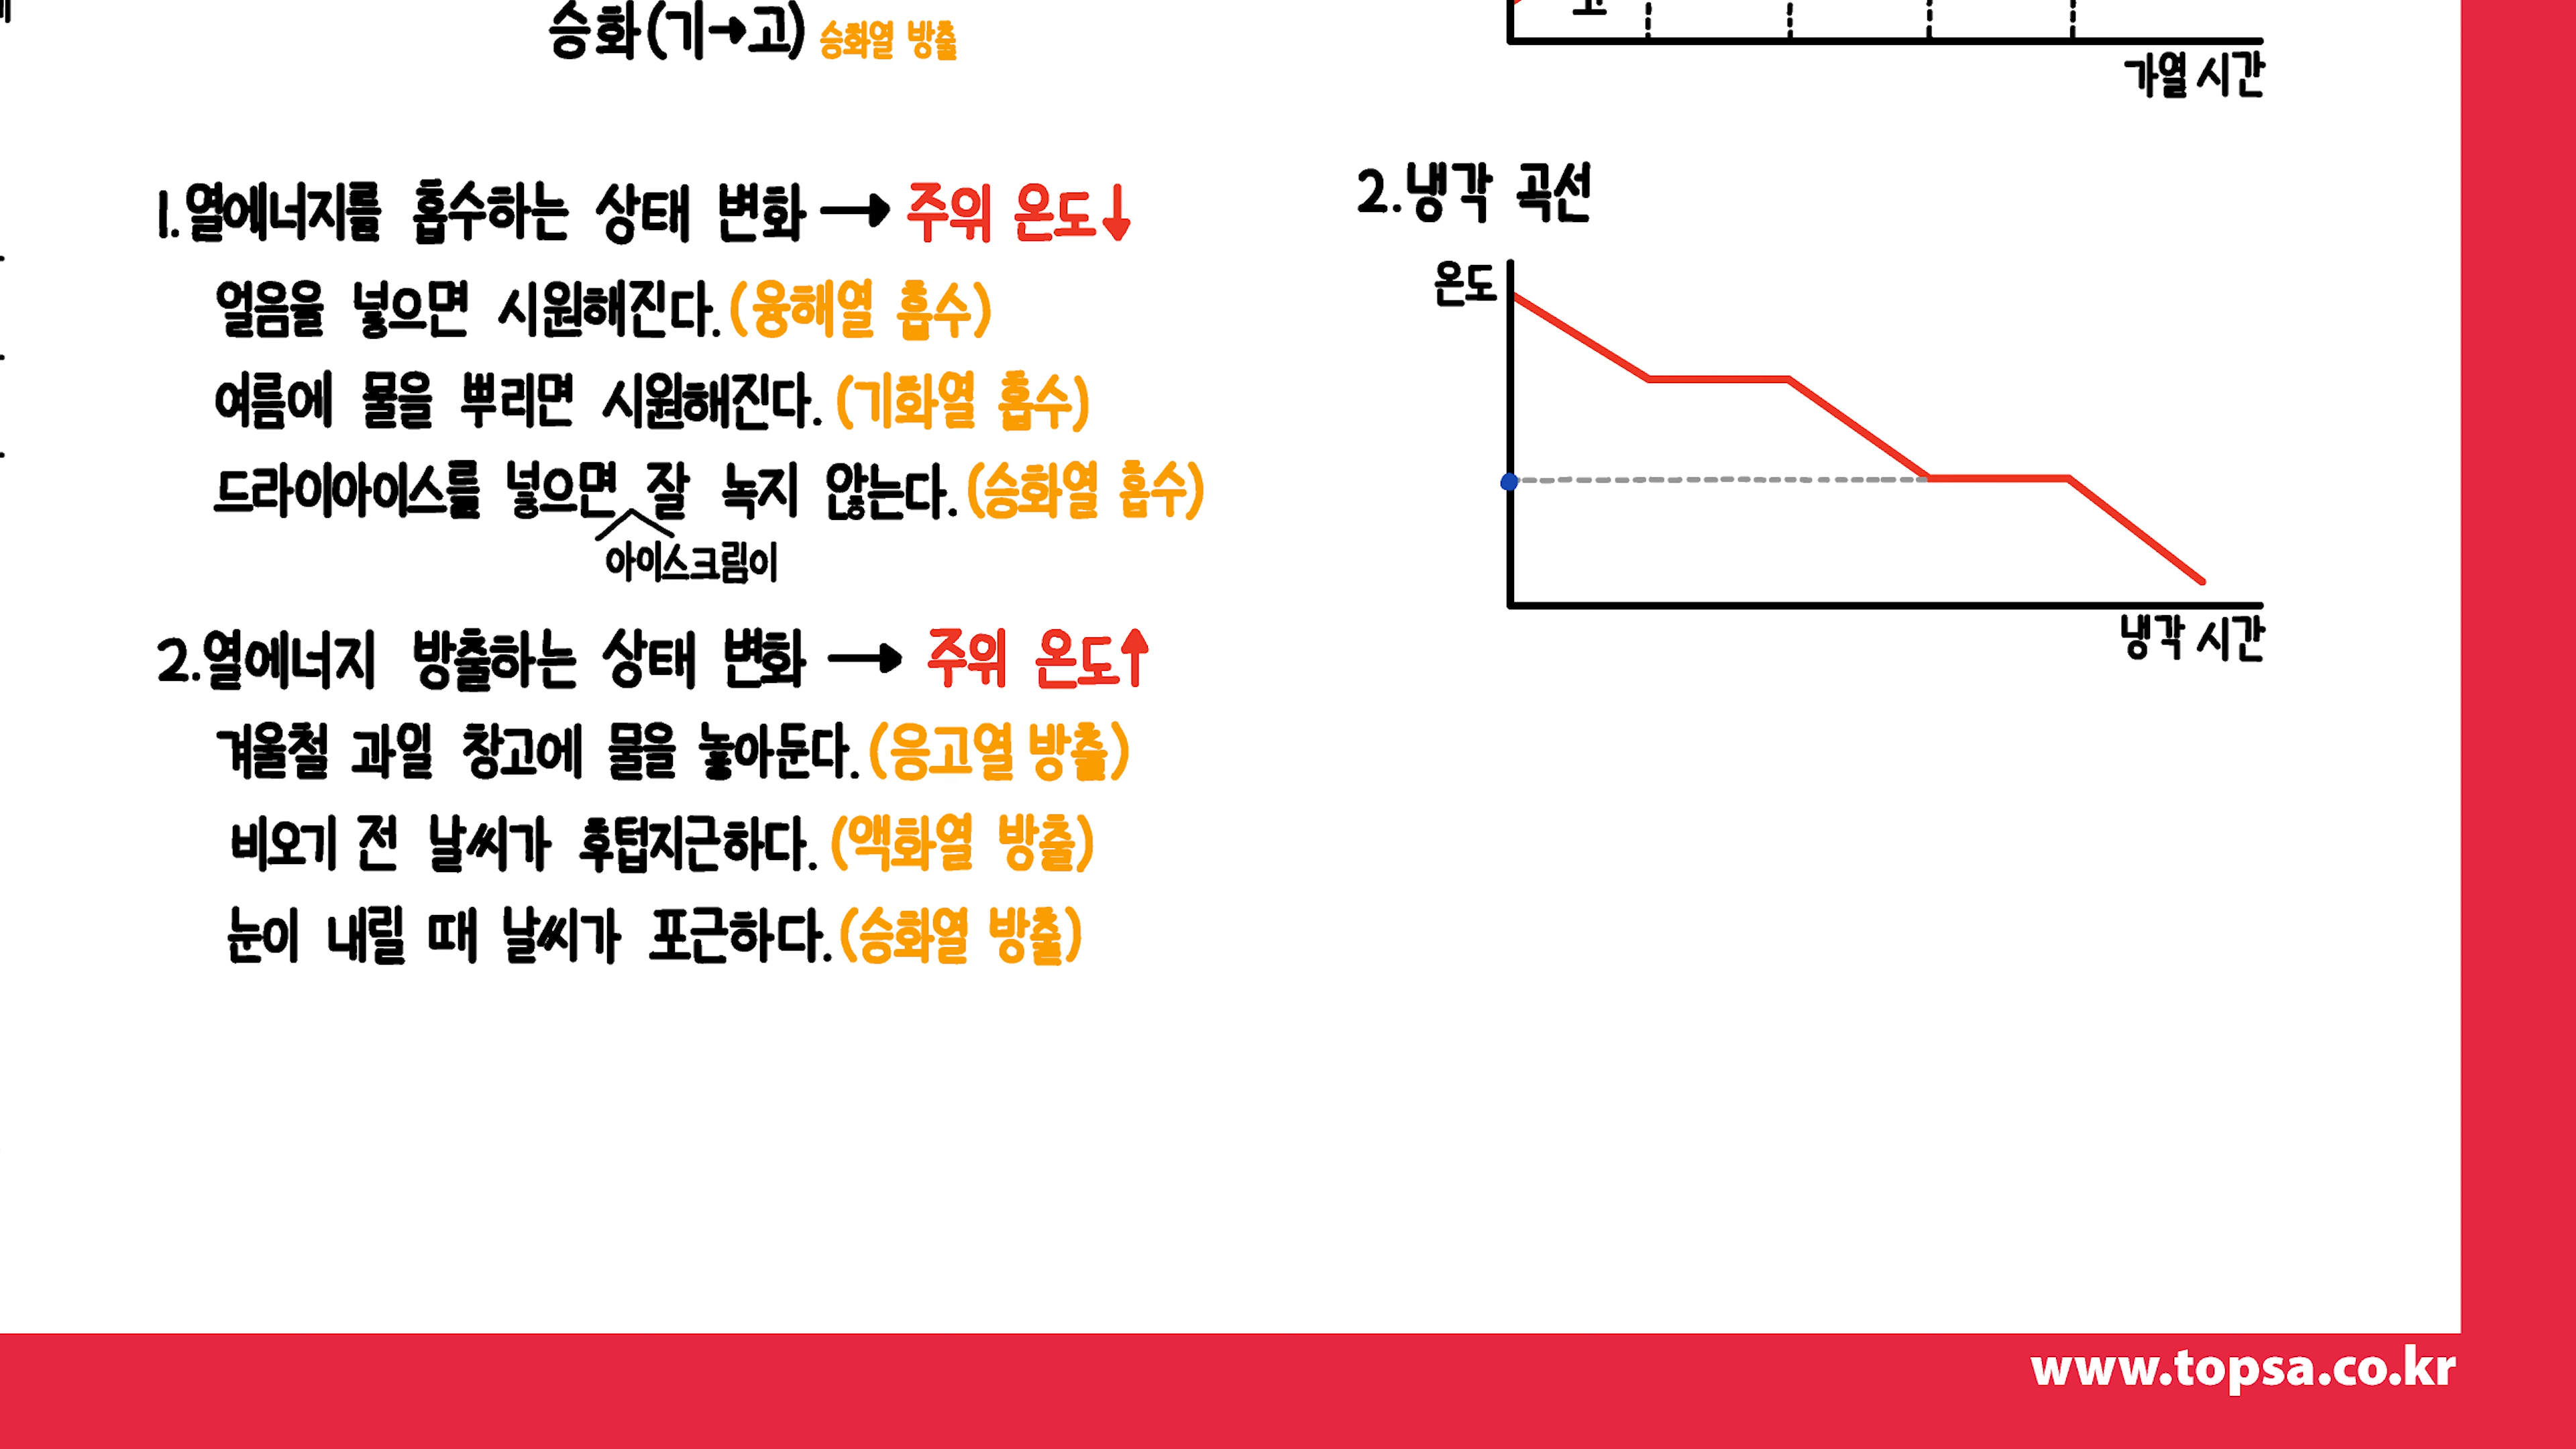 승화(기→고) 승화열 방출
1.열에너지를 흡수하는 상태 변화 → 주위 온도↓
얼음을 넣으면 시원해진다.(융해열 흡수)
여름에 물을 뿌리면 시원해진다. (기화열 흡수)
드라이아이스를 넣으면 잘 녹지 않는다.(승화열 흡수)
아이스크림이
2.열에너지 방출하는 상태 변화 → 주위 온도↑
겨울철 과일 창고에 물을 놓아둔다.(응고열 방출)
비오기 전 날씨가 후텁지근하다.(액화열 방출)
눈이 내릴 때 날씨가 포근하다.(승화열 방출)
고
가열 시간
2.냉각 곡선
온도
냉각 시간
www.topsa.co.kr